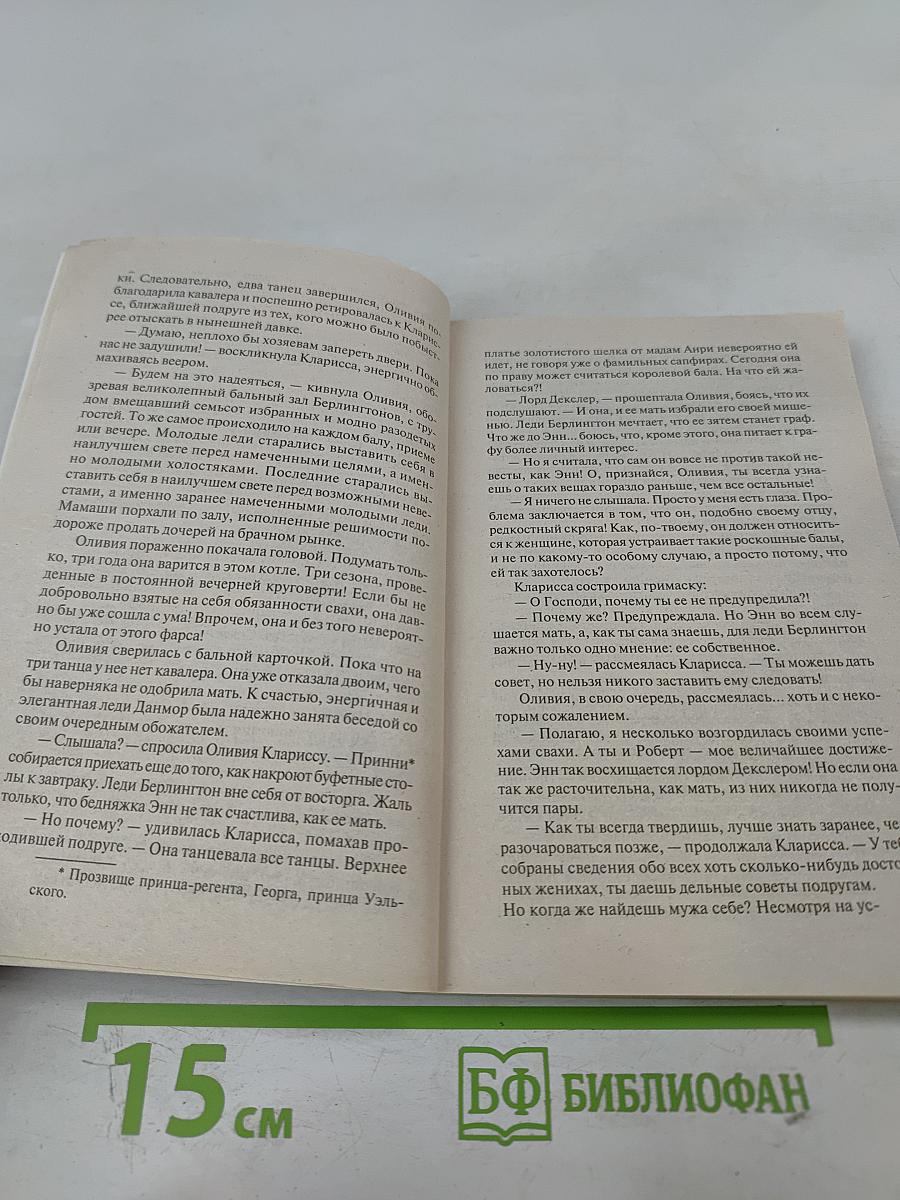 ки. Следовательно, едва танец завершился, Оливия по-
благодарила кавалера и поспешно ретировалась к Кларис-
се, ближайшей подруге из тех, кого можно было побыст-
рее отыскать в нынешней давке.
— Думаю, неплохо бы хозяевам запереть двери. Пока
нас не задушили! — воскликнула Кларисса, энергично об-
махиваясь веером.
— Будем на это надеяться, — кивнула Оливия, обо-
зревая великолепный бальный зал Берлингтонов, с тру-
дом вмещавший семьсот избранных и модно разодетых
гостей. То же самое происходило на каждом балу, приеме
или вечере. Молодые леди старались выставить себя в
наилучшем свете перед намеченными целями, а имен-
но молодыми холостяками. Последние старались вы-
ставить себя в наилучшем свете перед возможными неве-
стами, а именно заранее намеченными молодыми леди.
Мамаши порхали по залу, исполненные решимости по-
дороже продать дочерей на брачном рынке.
Оливия пораженно покачала головой. Подумать толь-
ко, три года она варится в этом котле. Три сезона, прове-
денные в постоянной вечерней круговерти! Если бы не
добровольно взятые на себя обязанности свахи, она дав-
но бы уже сошла с ума! Впрочем, она и без того невероят-
но устала от этого фарса!
Оливия сверилась с бальной карточкой. Пока что на
три танца у нее нет кавалера. Она уже отказала двоим, чего
бы наверняка не одобрила мать. К счастью, энергичная и
элегантная леди Данмор была надежно занята беседой со
своим очередным обожателем.
— Слышала? — спросила Оливия Клариссу. — Принни*
собирается приехать еще до того, как накроют буфетные сто-
лы к завтраку. Леди Берлингтон вне себя от восторга. Жаль
только, что бедняжка Энн не так счастлива, как ее мать.
— Но почему? — удивилась Кларисса, помахав про-
ходившей подруге. — Она танцевала все танцы. Верхнее
* Прозвище принца-регента, Георга, принца Уэль-
ского.
платье золотистого шелка от мадам Анри невероятно ей
идет, не говоря уже о фамильных сапфирах. Сегодня она
по праву может считаться королевой бала. На что ей жа-
ловаться?!
— Лорд Декслер, — прошептала Оливия, боясь, что их
подслушают. — И она, и ее мать избрали его своей мише-
нью. Леди Берлингтон мечтает, что ее зятем станет граф.
Что же до Энн... боюсь, что, кроме этого, она питает к гра-
фу более личный интерес.
— Но я считала, что сам он вовсе не против такой не-
весты, как Энн! О, признайся, Оливия, ты всегда узна-
ешь о таких вещах гораздо раньше, чем все остальные!
— Я ничего не слышала. Просто у меня есть глаза. Про-
блема заключается в том, что он, подобно своему отцу,
редкостный скряга! Как, по-твоему, он должен относить-
ся к женщине, которая устраивает такие роскошные балы,
и не по какому-то особому случаю, а просто потому, что
ей так захотелось?
Кларисса состроила гримаску:
— О Господи, почему ты ее не предупредила?!
— Почему же? Предупреждала. Но Энн во всем слу-
шается мать, а, как ты сама знаешь, для леди Берлингтон
важно только одно мнение: ее собственное.
— Ну-ну! — рассмеялась Кларисса. — Ты можешь дать
совет, но нельзя никого заставить ему следовать!
Оливия, в свою очередь, рассмеялась... хоть и с неко-
торым сожалением.
— Полагаю, я несколько возгордилась своими успе-
хами свахи. А ты и Роберт — мое величайшее достиже-
ние. Энн так восхищается лордом Декслером! Но если она
так же расточительна, как мать, из них никогда не полу-
чится пары.
— Как ты всегда твердишь, лучше знать заранее, че
разочароваться позже, — продолжала Кларисса. — У теб
собраны сведения обо всех хоть сколько-нибудь досто
ных женихах, ты даешь дельные советы подругам.
Но когда же найдешь мужа себе? Несмотря на ус-
15 см
БФ БИБЛИОФАН